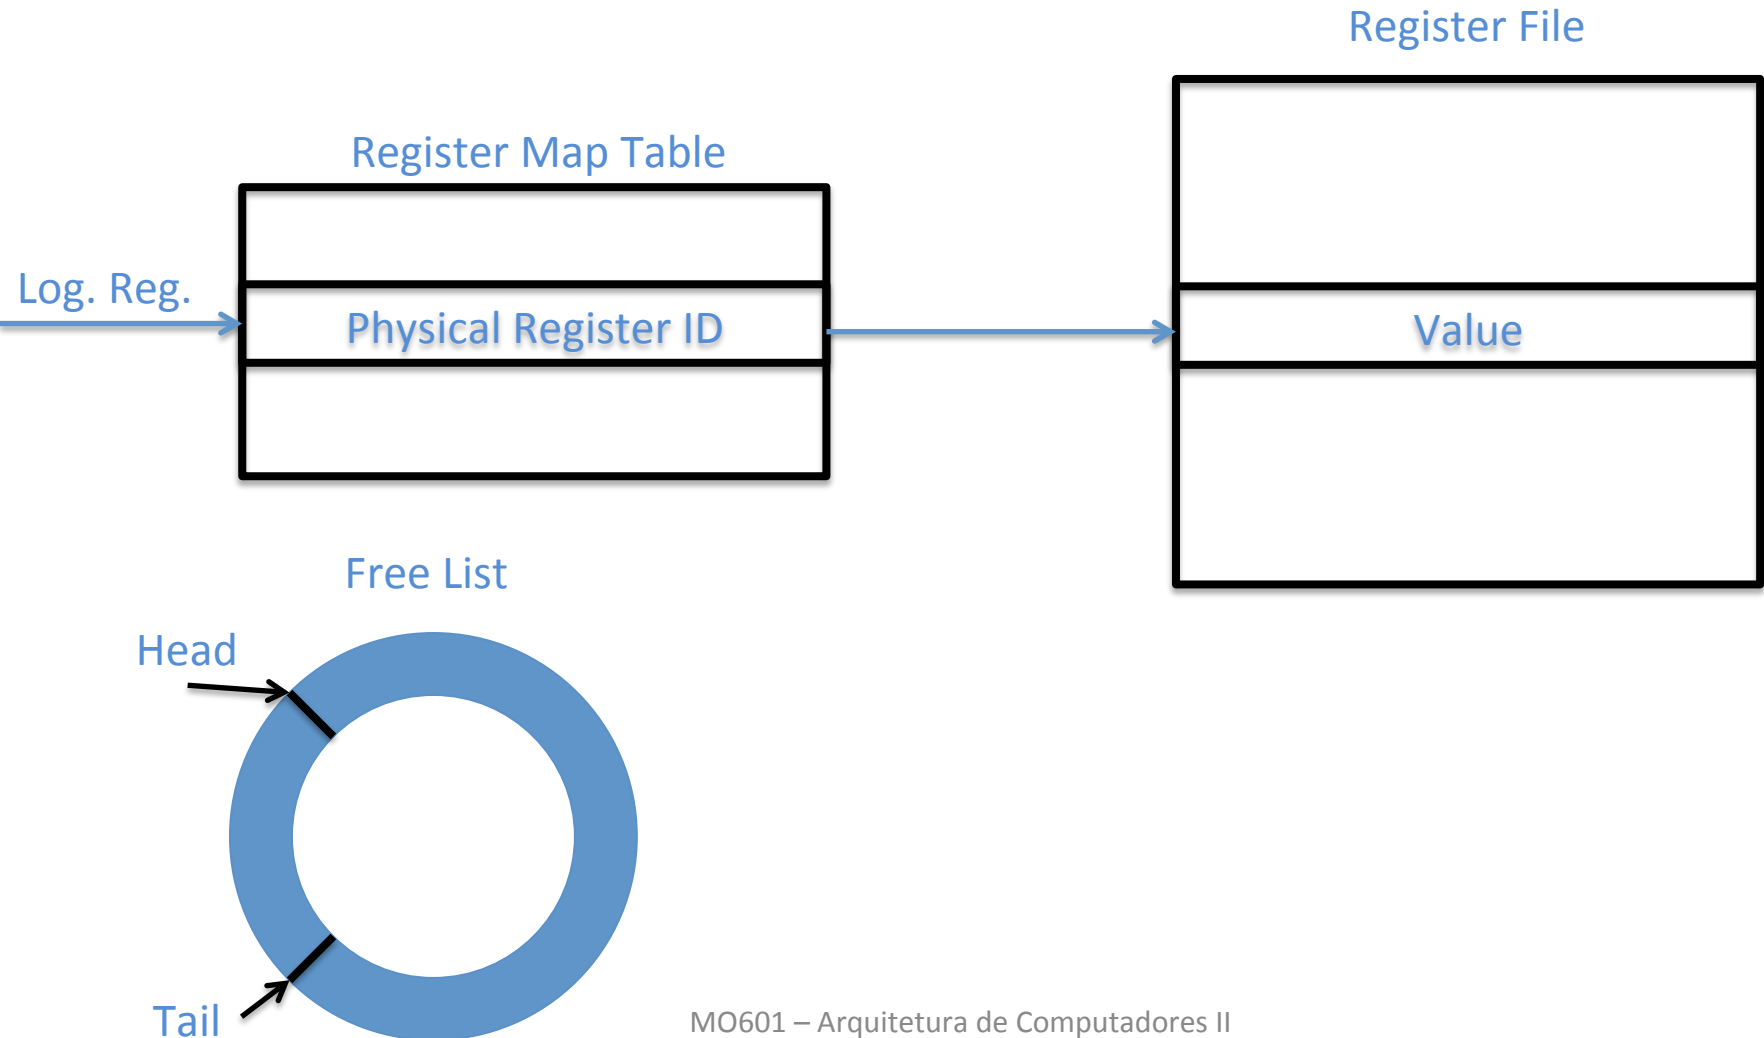 Register File
Register Map Table
Log. Reg.
Physical Register ID
Value
Free List
Head
Tail
MO601 – Arquitetura de Computadores II